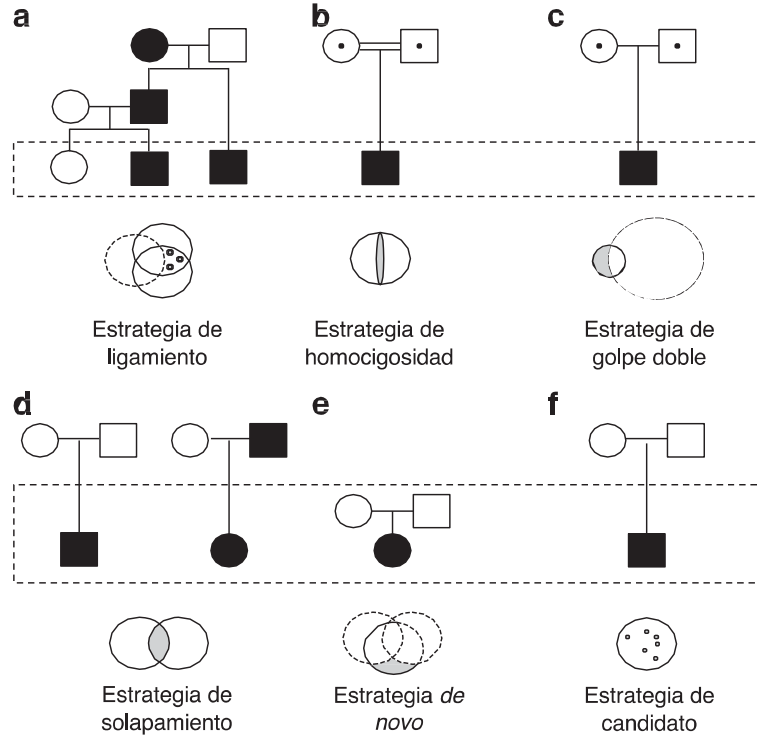 a
b
c
Estrategia de
ligamiento
Estrategia de
homocigosidad
Estrategia de
golpe doble
d
e
f
Estrategia de
solapamiento
Estrategia de
novo
Estrategia de
candidato